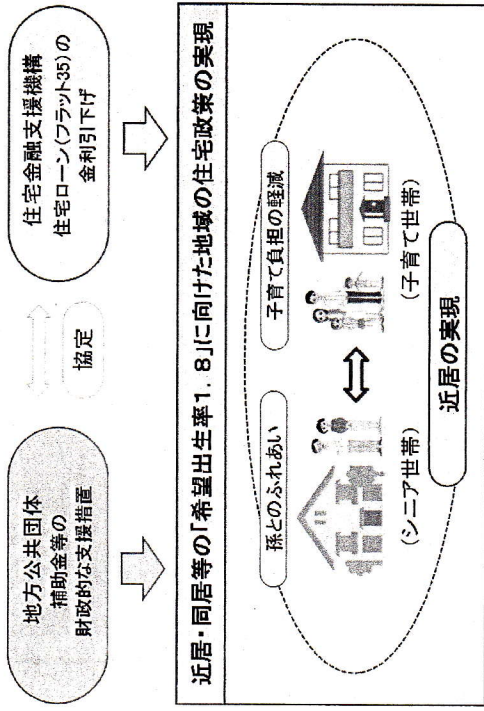 地方公共団体
補助金等の
財政的な支援措置
協定
住宅金融支援機構
住宅ローン(フラット35)の
金利引下げ
近居・同居等の「希望出生率1.8」に向けた地域の住宅政策の実現
孫とのふれあい
子育て負担の軽減
(シニア世帯)
(子育て世帯)
近居の実現